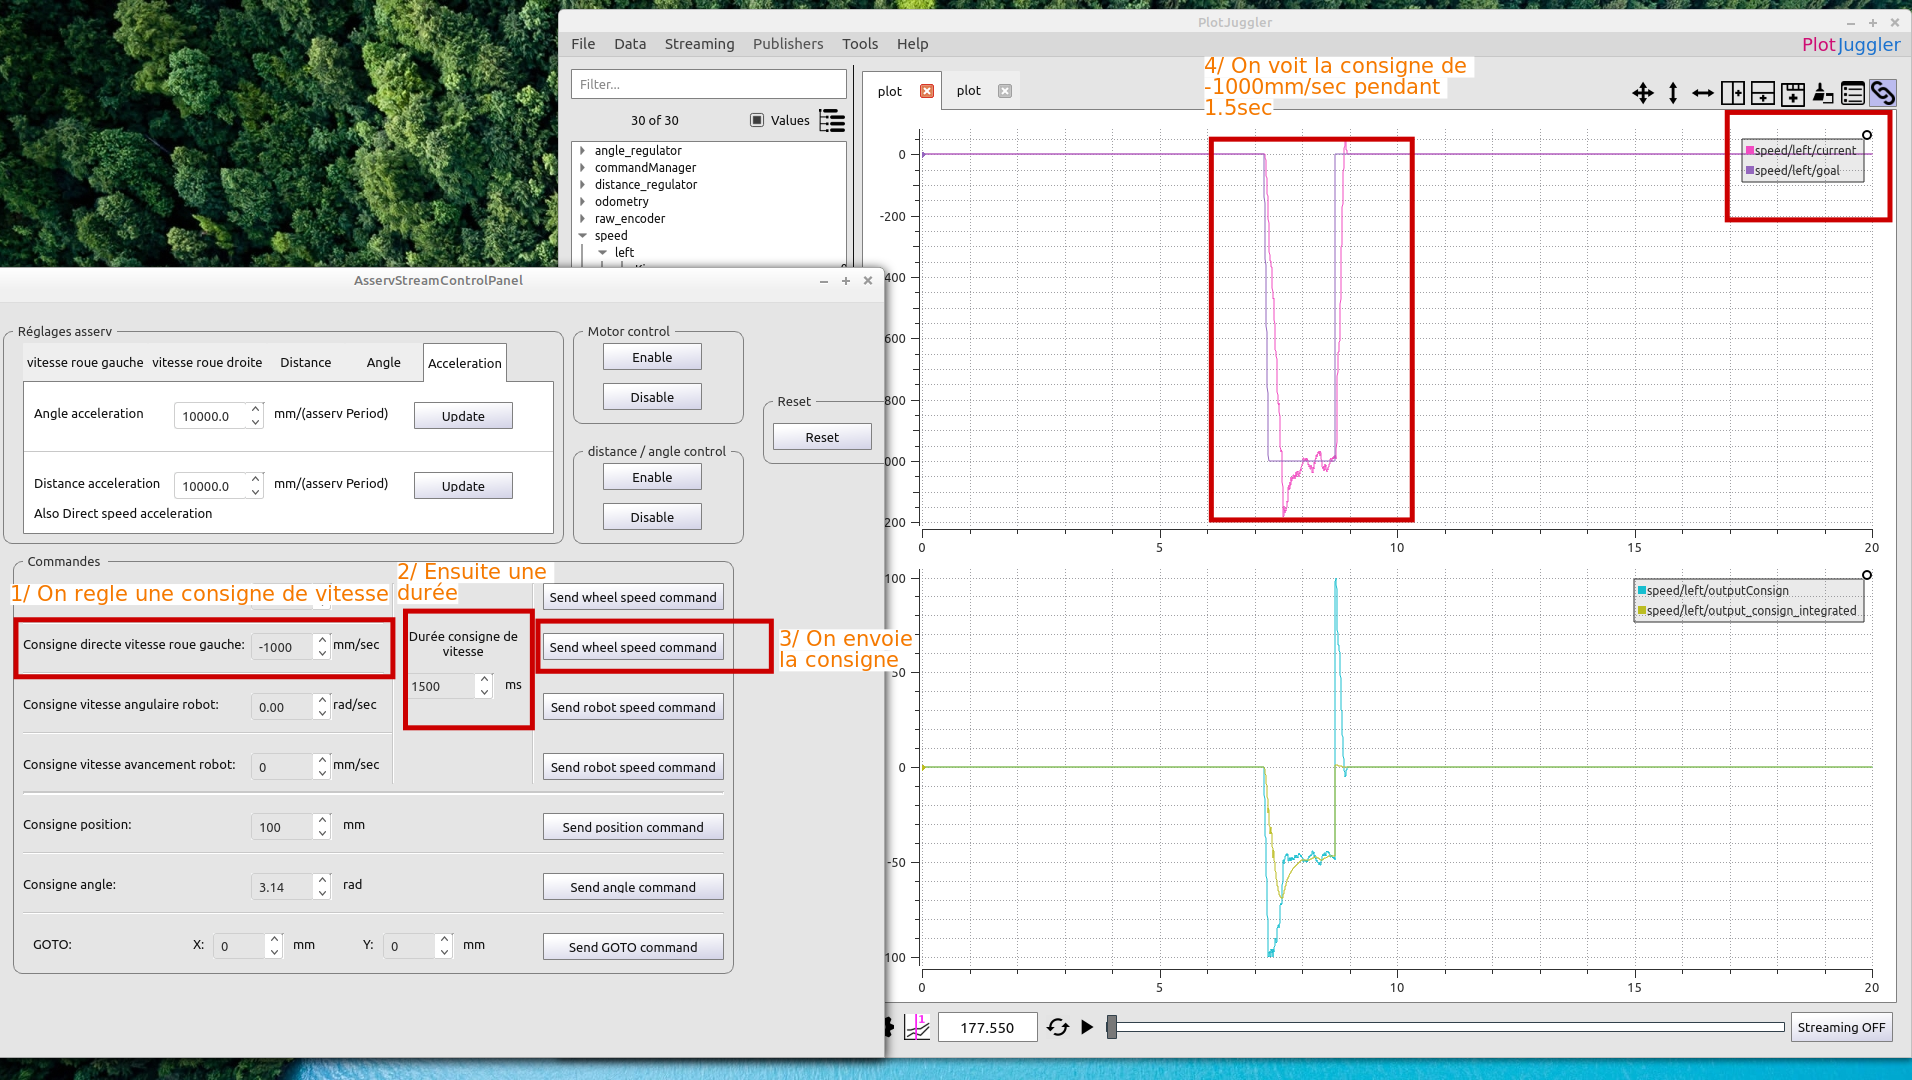 PlotJuggler
File Data Streaming Publishers Tools Help
PlotJuggler
Filter...
30 of 30
Values
angle_regulator
commandManager
distance_regulator
odometry
raw_encoder
speed
left
plot
plot
4/ On voit la consigne de
-1000mm/sec pendant
1.5sec
speed/left/current
speed/left/goal
0
-200
400
600
800
000
200
0 5 10 15 20
speed/left/outputConsign
speed/left/output_consign_integrated
100
50
0
-50
100
0 5 10 15 20
1
177.550
Streaming OFF
AsservStreamControlPanel
Réglages asserv
vitesse roue gauche vitesse roue droite Distance Angle Acceleration
Angle acceleration 10000.0 mm/(asserv Period) Update
Distance acceleration 10000.0 mm/(asserv Period) Update
Also Direct speed acceleration
Motor control
Enable
Disable
distance / angle control
Enable
Disable
Reset
Reset
Commandes
1/ On regle une consigne de vitesse
2/ Ensuite une
durée
Send wheel speed command
Consigne directe vitesse roue gauche: -1000 mm/sec
Durée consigne de
vitesse
1500 ms
Send wheel speed command
3/ On envoie
la consigne
Consigne vitesse angulaire robot: 0.00 rad/sec
Send robot speed command
Consigne vitesse avancement robot: 0 mm/sec
Send robot speed command
Consigne position: 100 mm
Send position command
Consigne angle: 3.14 rad
Send angle command
GOTO: X: 0 mm Y: 0 mm
Send GOTO command